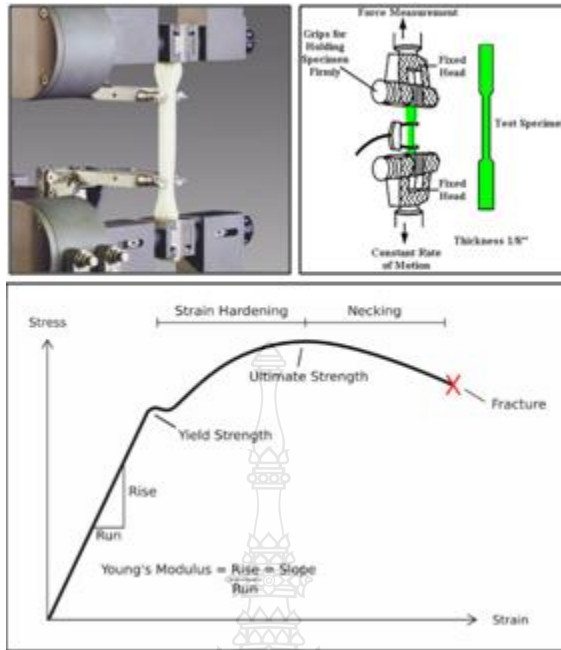 Force Measurement
Grips for
Holding
Specimen
Firmly
Fixed
Head
Test Specimen
Fixed
Head
Constant Rate
of Motion
Thickness 1/8"
Stress
Strain Hardening
Necking
Ultimate Strength
Fracture
Yield Strength
Rise
Run
Young's Modulus = Rise = Slope
Run
Strain